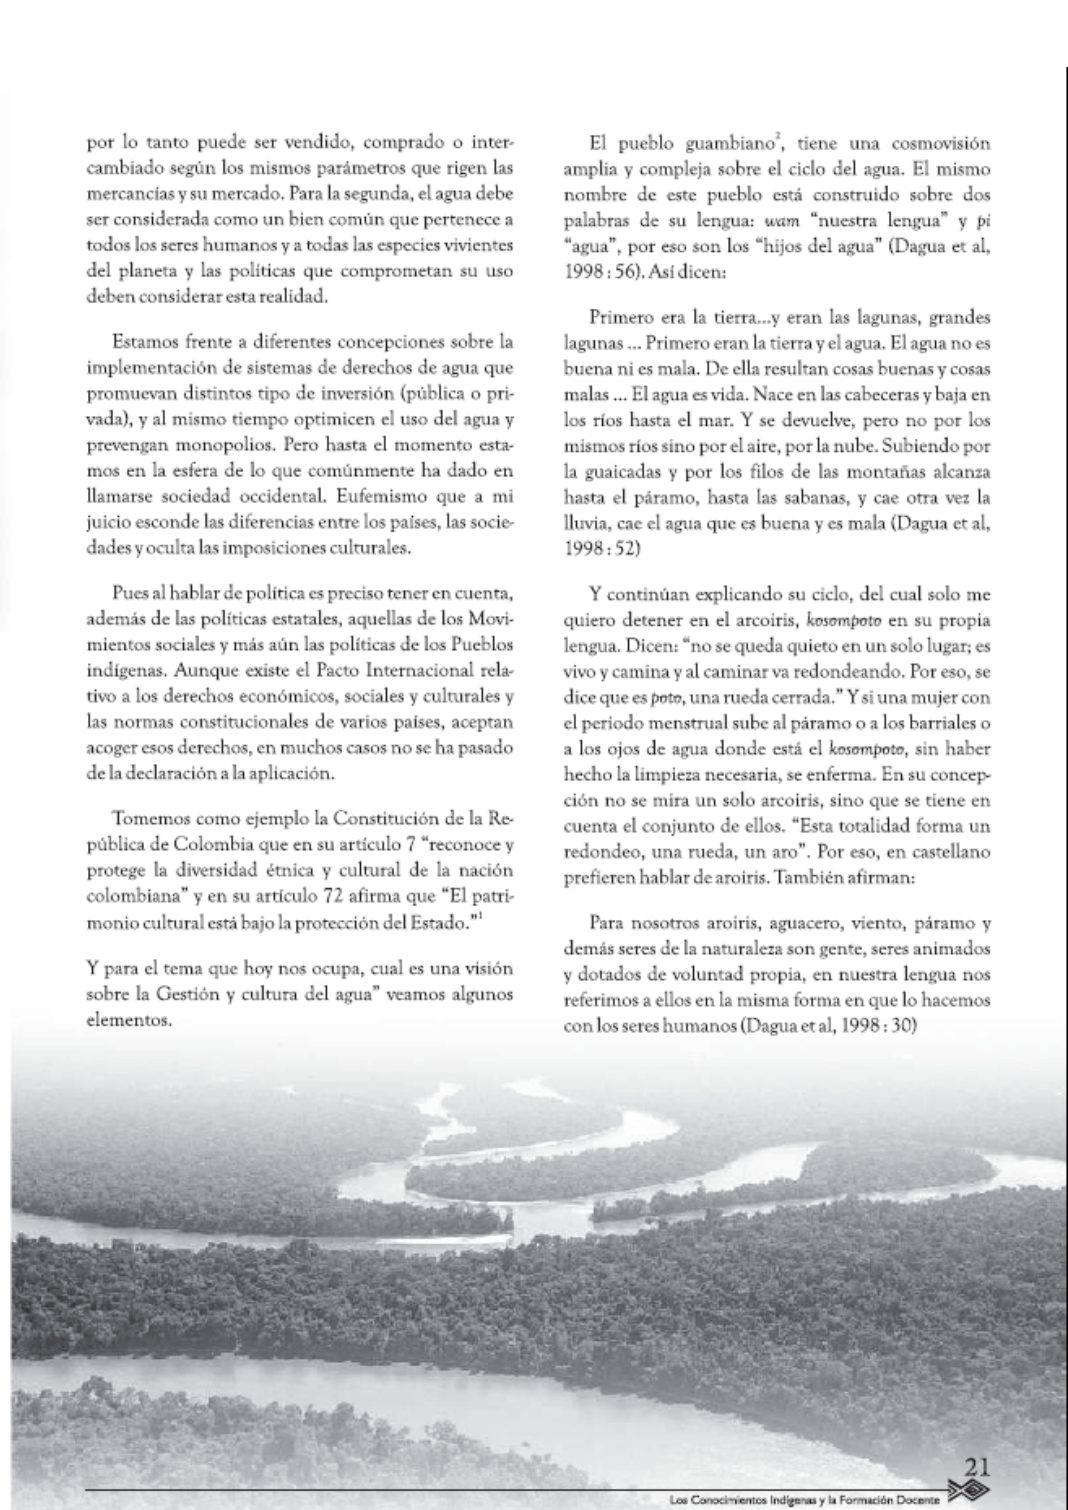 por lo tanto puede ser vendido, comprado o inter-
cambiado según los mismos parámetros que rigen las
mercancías y su mercado. Para la segunda, el agua debe
ser considerada como un bien común que pertenece a
todos los seres humanos y a todas las especies vivientes
del planeta y las políticas que comprometan su uso
deben considerar esta realidad.
Estamos frente a diferentes concepciones sobre la
implementación de sistemas de derechos de agua que
promuevan distintos tipo de inversión (pública o pri-
vada), y al mismo tiempo optimicen el uso del agua y
prevengan monopolios. Pero hasta el momento esta-
mos en la esfera de lo que comúnmente ha dado en
llamarse sociedad occidental. Eufemismo que a mi
juicio esconde las diferencias entre los países, las socie-
dades y oculta las imposiciones culturales.
Pues al hablar de política es preciso tener en cuenta,
además de las políticas estatales, aquellas de los Movi-
mientos sociales y más aún las políticas de los Pueblos
indígenas. Aunque existe el Pacto Internacional rela-
tivo a los derechos económicos, sociales y culturales y
las normas constitucionales de varios países, aceptan
acoger esos derechos, en muchos casos no se ha pasado
de la declaración a la aplicación.
Tomemos como ejemplo la Constitución de la Re-
pública de Colombia que en su artículo 7 “reconoce y
protege la diversidad étnica y cultural de la nación
colombiana” y en su artículo 72 afirma que “El patri-
monio cultural está bajo la protección del Estado.”1
Y para el tema que hoy nos ocupa, cual es una visión
sobre la Gestión y cultura del agua” veamos algunos
elementos.
El pueblo guambiano2, tiene una cosmovisión
amplia y compleja sobre el ciclo del agua. El mismo
nombre de este pueblo está construido sobre dos
palabras de su lengua: wam “nuestra lengua” y pi
“agua”, por eso son los “hijos del agua” (Dagua et al,
1998 : 56). Así dicen:
Primero era la tierra...y eran las lagunas, grandes
lagunas ... Primero eran la tierra y el agua. El agua no es
buena ni es mala. De ella resultan cosas buenas y cosas
malas ... El agua es vida. Nace en las cabeceras y baja en
los ríos hasta el mar. Y se devuelve, pero no por los
mismos ríos sino por el aire, por la nube. Subiendo por
la guaicadas y por los filos de las montañas alcanza
hasta el páramo, hasta las sabanas, y cae otra vez la
lluvia, cae el agua que es buena y es mala (Dagua et al,
1998 : 52)
Y continúan explicando su ciclo, del cual solo me
quiero detener en el arcoiris, kosompoto en su propia
lengua. Dicen: “no se queda quieto en un solo lugar; es
vivo y camina y al caminar va redondeando. Por eso, se
dice que es poto, una rueda cerrada.” Y si una mujer con
el periodo menstrual sube al páramo o a los barriales o
a los ojos de agua donde está el kosompoto, sin haber
hecho la limpieza necesaria, se enferma. En su concep-
ción no se mira un solo arcoiris, sino que se tiene en
cuenta el conjunto de ellos. “Esta totalidad forma un
redondeo, una rueda, un aro”. Por eso, en castellano
prefieren hablar de aroiris. También afirman:
Para nosotros aroiris, aguacero, viento, páramo y
demás seres de la naturaleza son gente, seres animados
y dotados de voluntad propia, en nuestra lengua nos
referimos a ellos en la misma forma en que lo hacemos
con los seres humanos (Dagua et al, 1998 : 30)
21
Los Conocimientos Indígenas y la Formación Docente